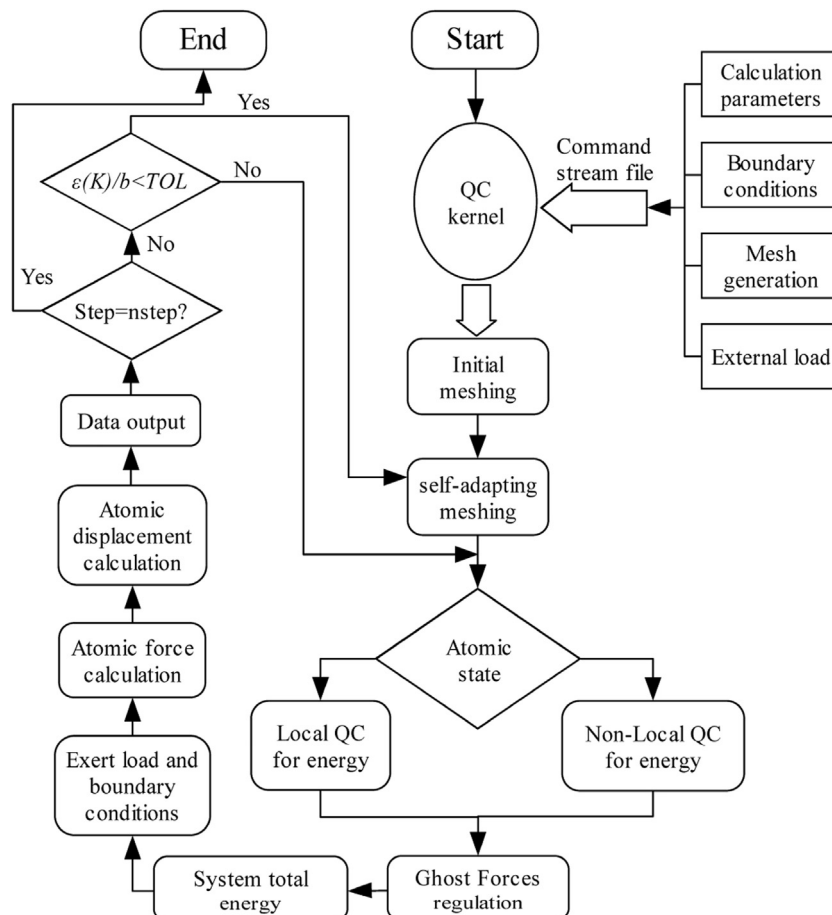 End
Start
Yes
Calculation
parameters
ε(K)/b<TOL
No
Command
stream file
QC
kernel
Boundary
conditions
No
Yes
Mesh
generation
Step=nstep?
External load
Initial
meshing
Data output
self-adapting
meshing
Atomic
displacement
calculation
Atomic force
calculation
Atomic
state
Local QC
for energy
Non-Local QC
for energy
Exert load and
boundary
conditions
System total
energy
Ghost Forces
regulation